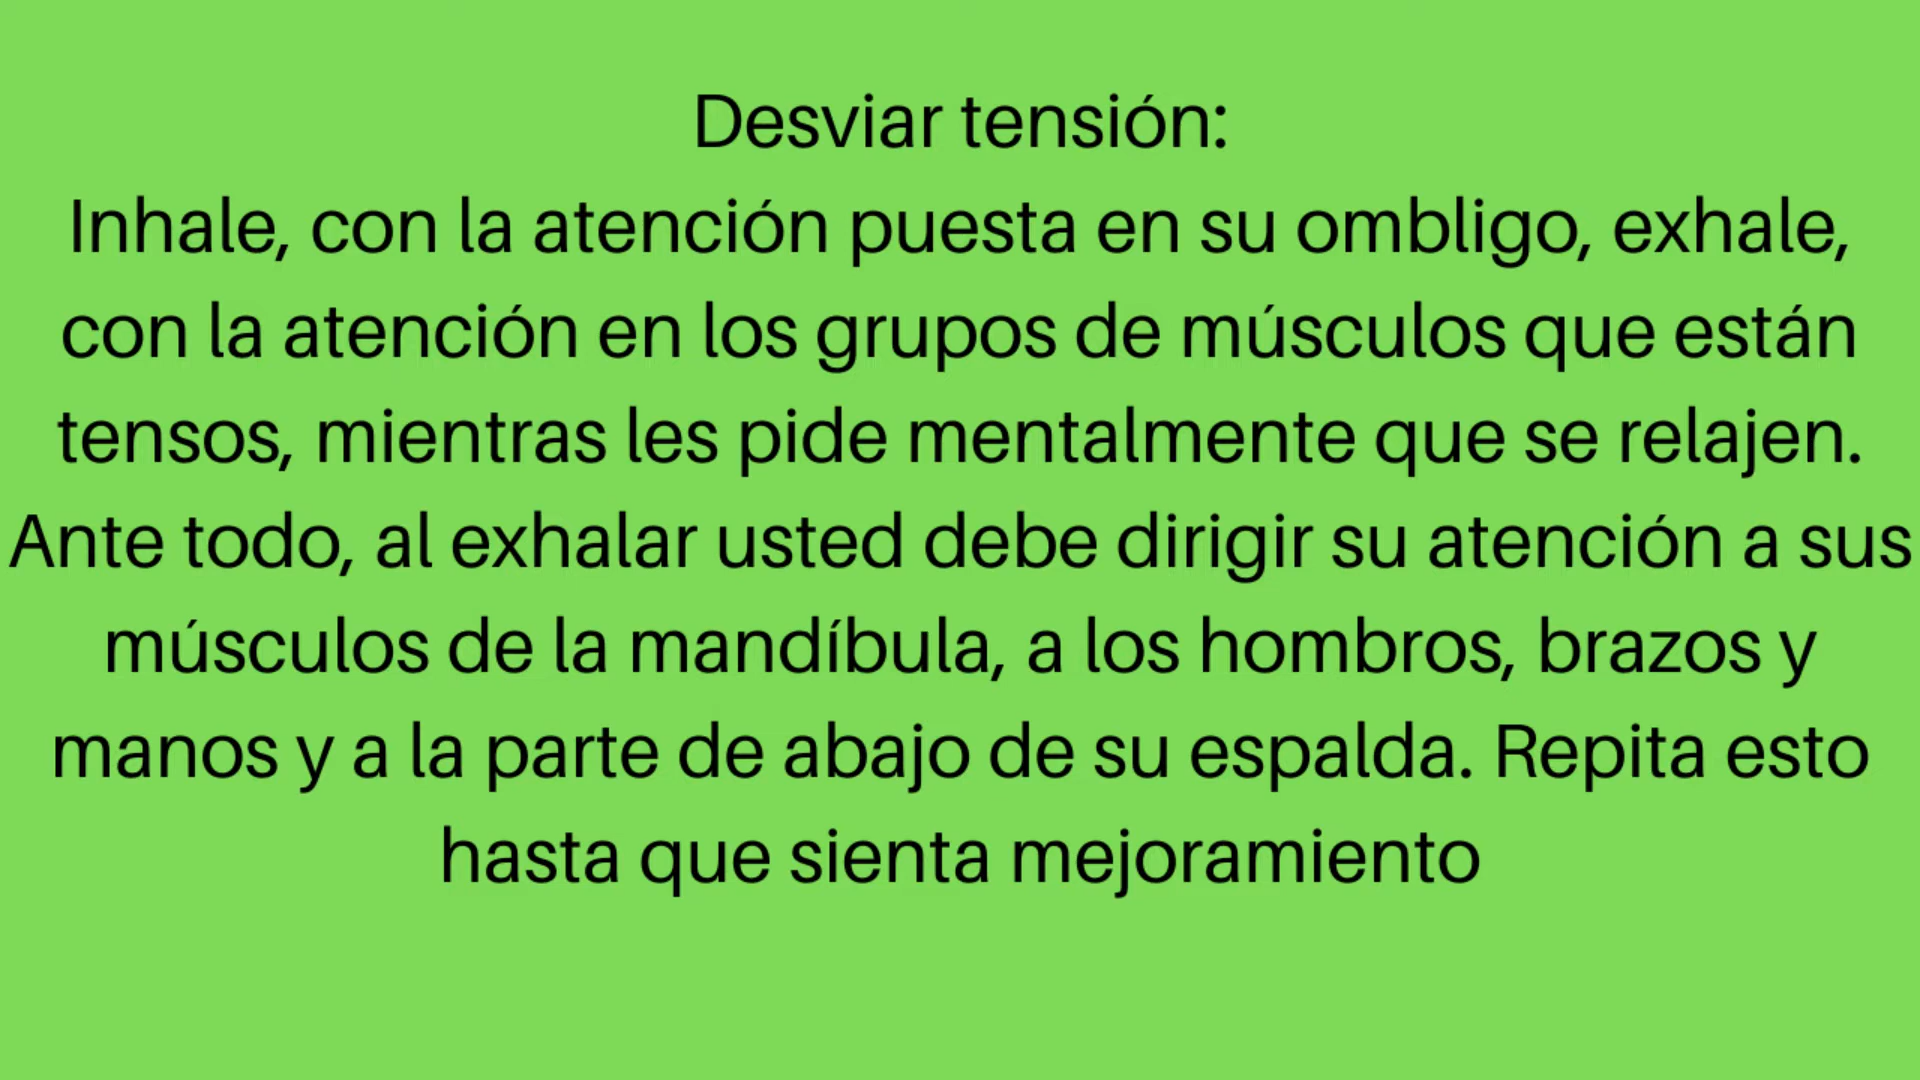 Desviar tensión:
Inhale, con la atención puesta en su ombligo, exhale,
con la atención en los grupos de músculos que están
tensos, mientras les pide mentalmente que se relajen.
Ante todo, al exhalar usted debe dirigir su atención a sus
músculos de la mandíbula, a los hombros, brazos y
manos y a la parte de abajo de su espalda. Repita esto
hasta que sienta mejoramiento